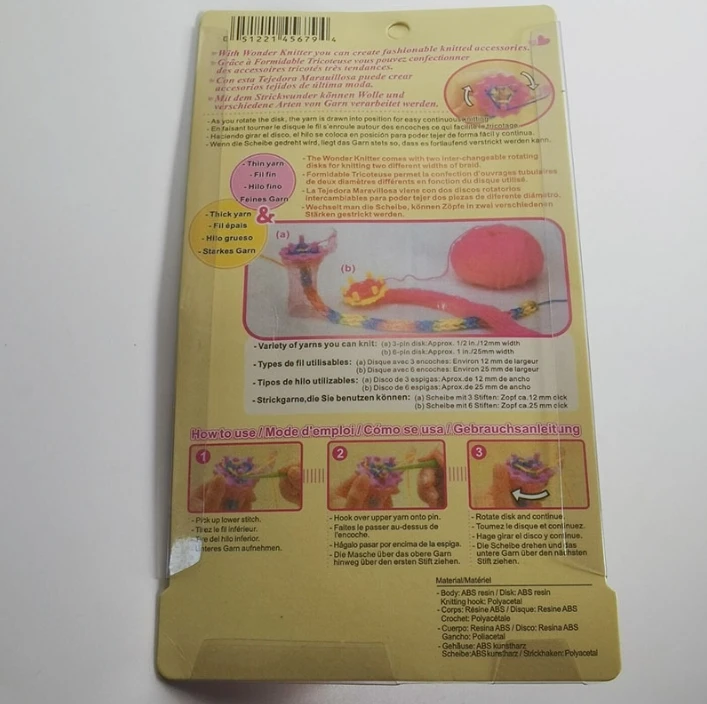 51221 45679 4
- With Wonder Knitter you can create fashionable knitted accessories.
- Grâce à Formidable Tricoteuse vous pourrez confectionner
des accessoires tricotés très tendances.
- Con esta Tejedora Maravillosa puede crear
accesorios tejidos de última moda.
- Mit dem Strickwunder können Wolle und
verschiedene Arten von Garn verarbeitet werden.
- As you rotate the disk, the yarn is drawn into position for easy continuous knitting.
- En faisant tourner le disque le fil s'enroule autour des encoches ce qui facilite le tricotage.
- Haciendo girar el disco, el hilo se coloca en posición para poder tejer de forma fácil y continua.
- Wenn die Scheibe gedreht wird, liegt das Garn stets so, dass es fortlaufend verstrickt werden kann.
- Thin yarn
- Fil fin
- Hilo fino
- Feines Garn
&
- Thick yarn
- Fil épais
- Hilo grueso
- Starkes Garn
- The Wonder Knitter comes with two inter-changeable rotating
disks for knitting two different widths of braid.
- Formidable Tricoteuse permet la confection d'ouvrages tubulaires
de deux diamètres différents en fonction du disque utilisé.
- La Tejedora Maravillosa viene con dos discos rotatorios
intercambiables para poder tejer dos piezas de diferente diámetro.
- Wechselt man die Scheibe, können Zöpfe in zwei verschiedenen
Stärken gestrickt werden.
(a)
(b)
- Variety of yarns you can knit: (a) 3-pin disk: Approx. 1/2 in./12mm width
(b) 6-pin disk: Approx. 1 in./25mm width
- Types de fil utilisables: (a) Disque avec 3 encoches: Environ 12 mm de largeur
(b) Disque avec 6 encoches: Environ 25 mm de largeur
- Tipos de hilo utilizables: (a) Disco de 3 espigas: Aprox.de 12 mm de ancho
(b) Disco de 6 espigas: Aprox.de 25 mm de ancho
- Strickgarne,die Sie benutzen können: (a) Scheibe mit 3 Stiften: Zopf ca.12 mm dick
(b) Scheibe mit 6 Stiften: Zopf ca.25 mm dick
How to use / Mode d'emploi / Cómo se usa / Gebrauchsanleitung
1
- Pick up lower stitch.
- Tirez le fil inférieur.
Tire del hilo inferior.
Unteres Garn aufnehmen.
2
- Hook over upper yarn onto pin.
- Faites le passer au-dessus de
l'encoche.
- Hágalo pasar por encima de la espiga.
- Die Masche über das obere Garn
hinweg über den ersten Stift ziehen.
3
- Rotate disk and continue.
- Tournez le disque et continuez.
- Hage girar el disco y continue.
- Die Scheibe drehen und das
untere Garn über den nächsten
Stift ziehen.
Material/Matériel
- Body: ABS resin / Disk: ABS resin
Knitting hook: Polyacetal
- Corps: Résine ABS / Disque: Resine ABS
Crochet: Polyacétale
- Cuerpo: Resina ABS / Disco: Resina ABS
Gancho: Poliacetal
- Gehäuse: ABS kunstharz
Scheibe:ABS kunstharz / Strickhaken: Polyacetal